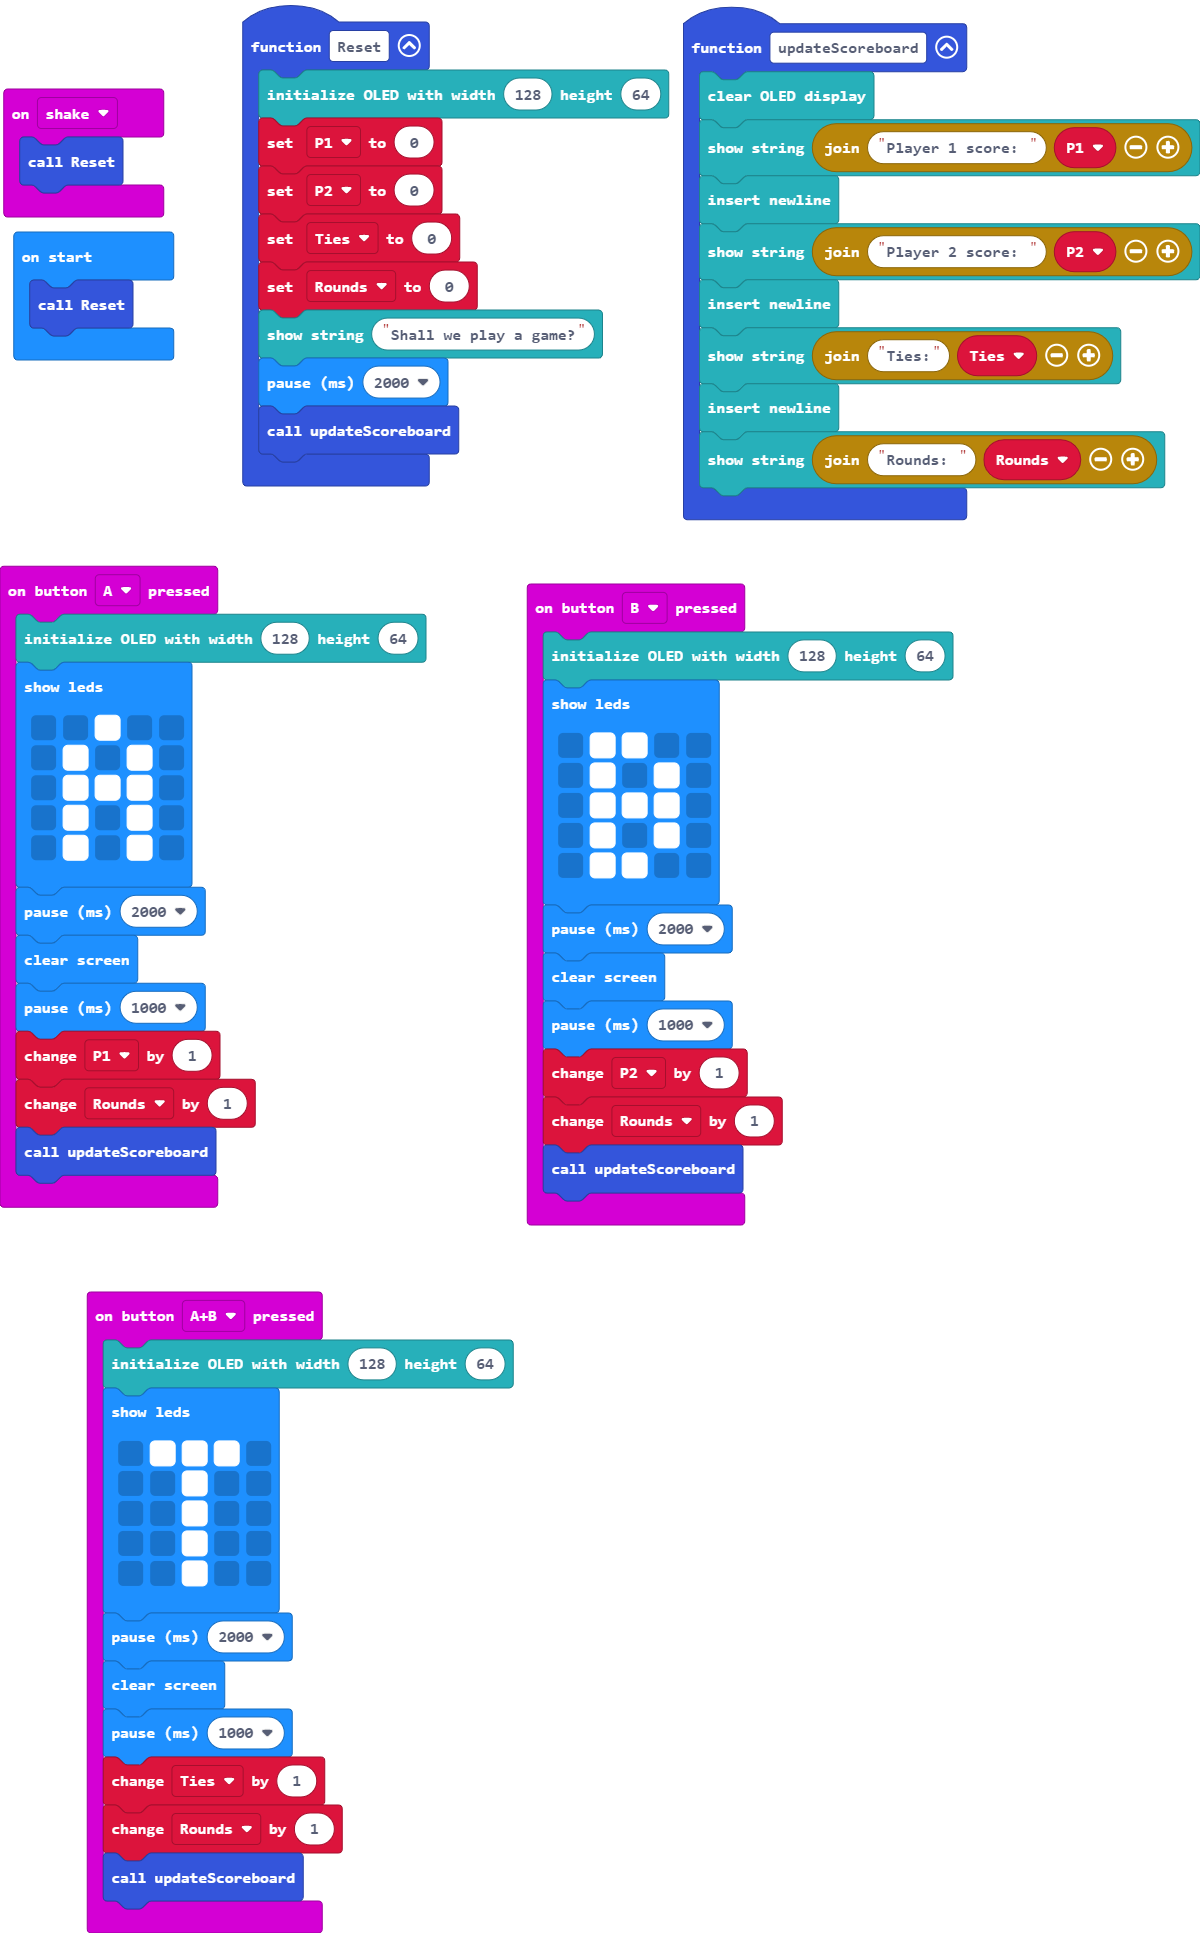 on shake
call Reset
on start
call Reset
function Reset
initialize OLED with width 128 height 64
set P1 to 0
set P2 to 0
set Ties to 0
set Rounds to 0
show string "Shall we play a game?"
pause (ms) 2000
call updateScoreboard
function updateScoreboard
clear OLED display
show string join "Player 1 score: " P1
insert newline
show string join "Player 2 score: " P2
insert newline
show string join "Ties:" Ties
insert newline
show string join "Rounds: " Rounds
on button A pressed
initialize OLED with width 128 height 64
show leds
pause (ms) 2000
clear screen
pause (ms) 1000
change P1 by 1
change Rounds by 1
call updateScoreboard
on button B pressed
initialize OLED with width 128 height 64
show leds
pause (ms) 2000
clear screen
pause (ms) 1000
change P2 by 1
change Rounds by 1
call updateScoreboard
on button A+B pressed
initialize OLED with width 128 height 64
show leds
pause (ms) 2000
clear screen
pause (ms) 1000
change Ties by 1
change Rounds by 1
call updateScoreboard